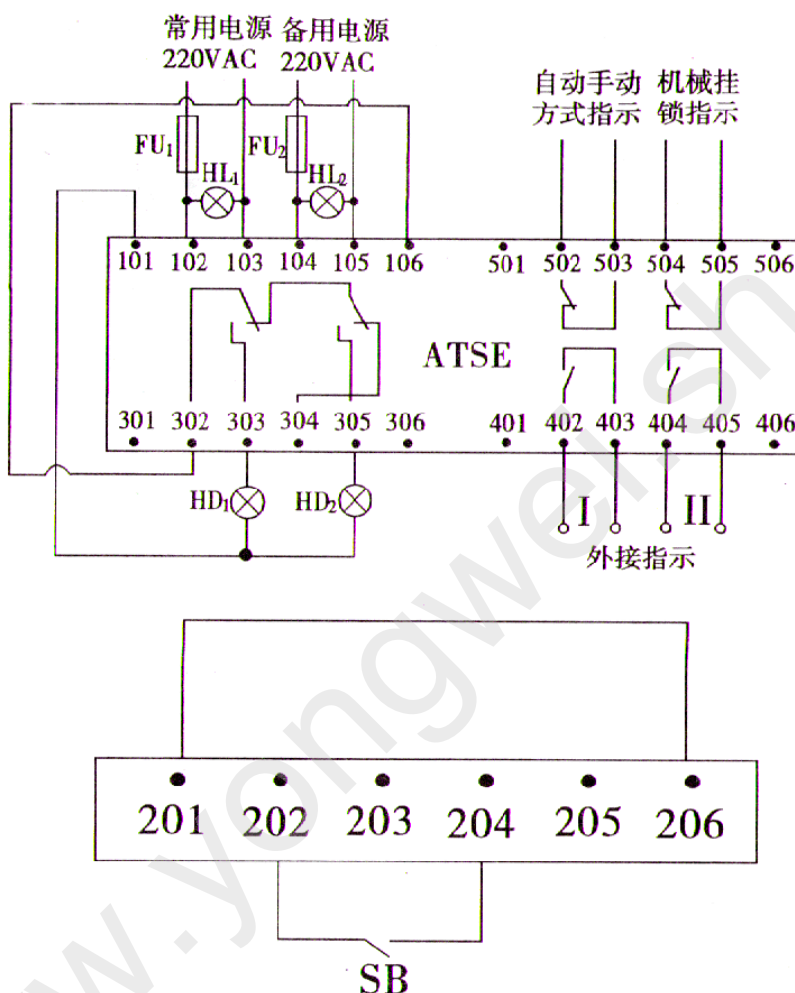 常用电源 备用电源
220VAC 220VAC
自动手动 机械挂
方式指示 锁指示
FU1 HL1 FU2 HL2
101 102 103 104 105 106 501 502 503 504 505 506
ATSE
301 302 303 304 305 306 401 402 403 404 405 406
HD1 HD2 I II
外接指示
201 202 203 204 205 206
SB
www.yongwei.sh